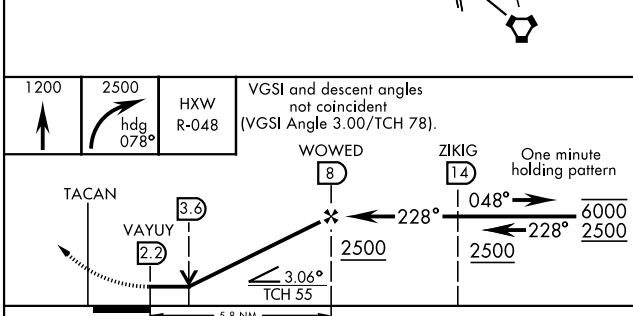 1200
2500
hdg
078°
HXW
R-048
VGSI and descent angles
not coincident
(VGSI Angle 3.00/TCH 78).
WOWED
8
ZIKIG
14
One minute
holding pattern
TACAN
VAYUY
2.2
3.6
228°
048°
228°
6000
2500
2500
2500
3.06°
TCH 55
5.8 NM